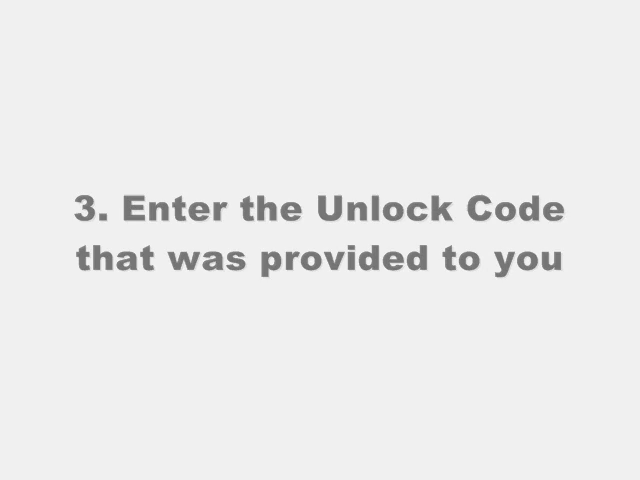 3. Enter the Unlock Code
that was provided to you